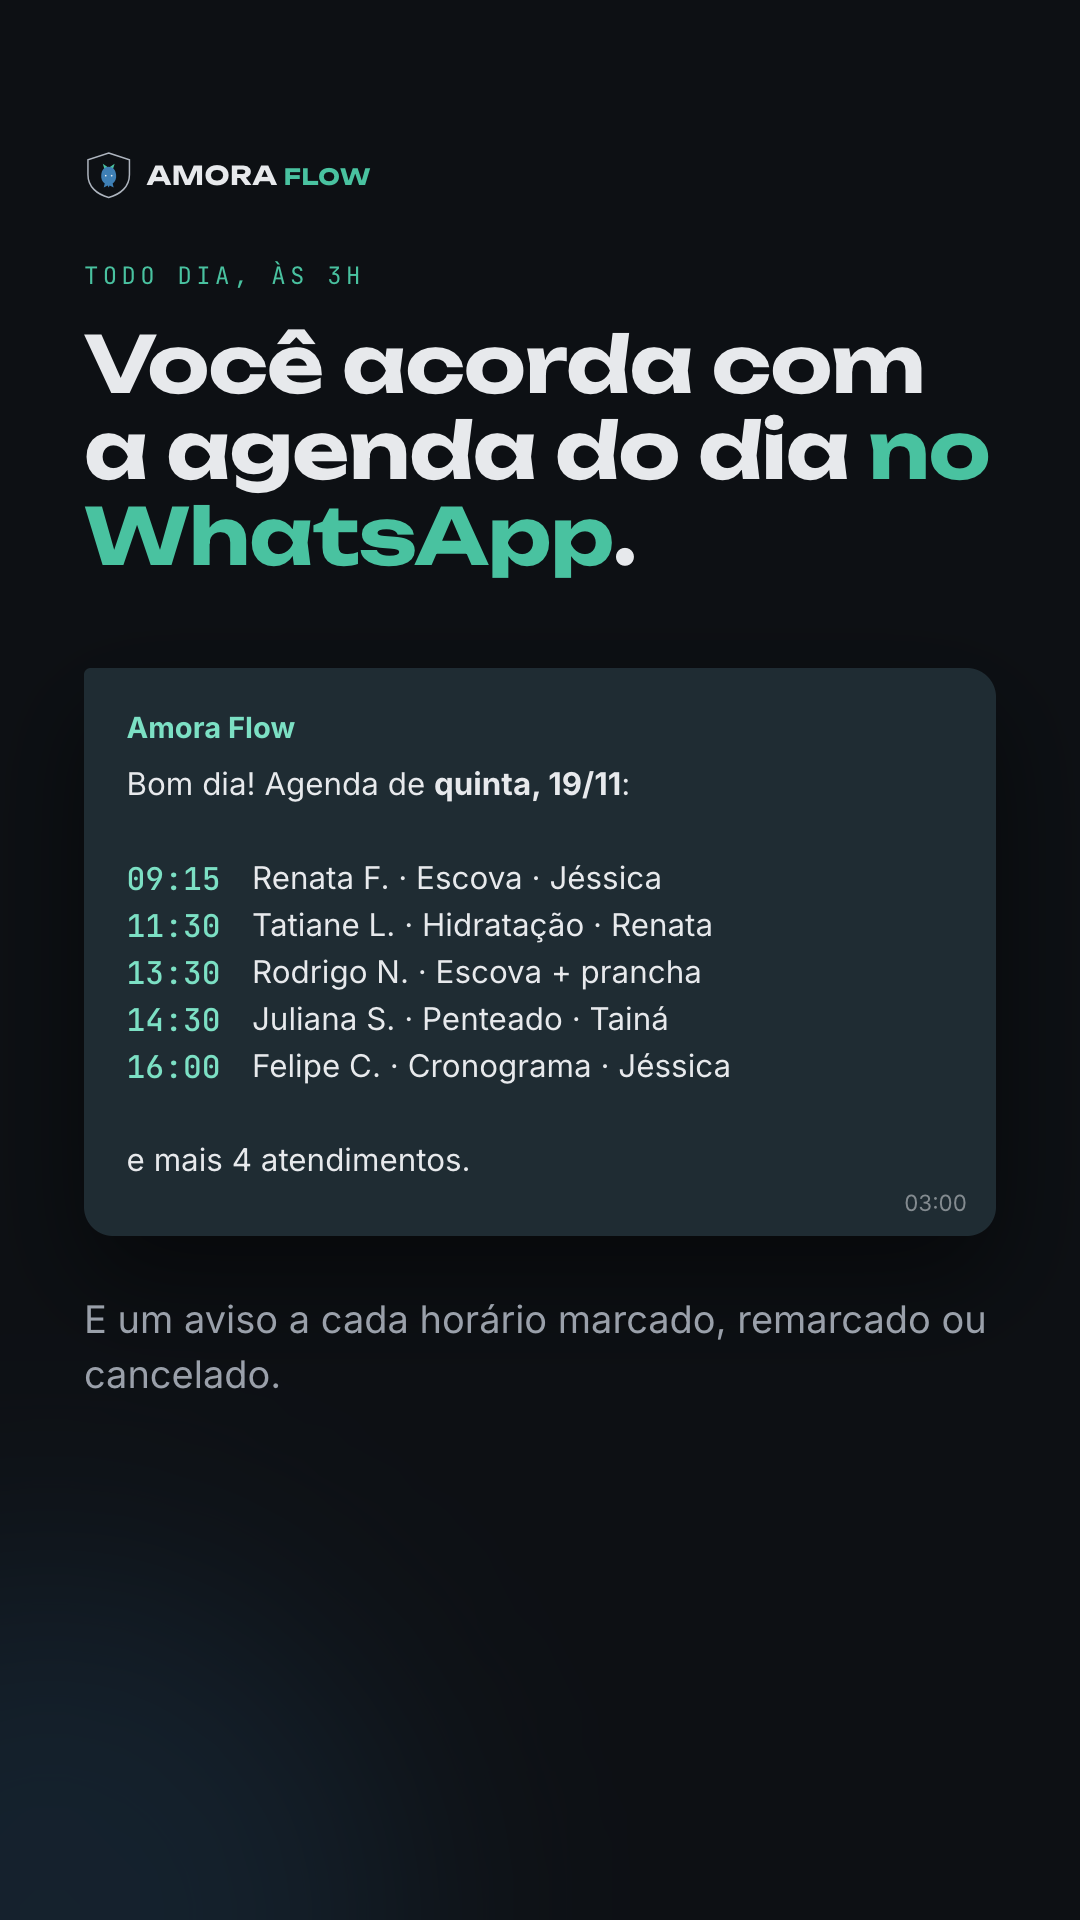 AMORA FLOW
TODO DIA, ÀS 3H
Você acorda com
a agenda do dia no
WhatsApp.
Amora Flow
Bom dia! Agenda de quinta, 19/11:
09:15 Renata F. · Escova · Jéssica
11:30 Tatiane L. · Hidratação · Renata
13:30 Rodrigo N. · Escova + prancha
14:30 Juliana S. · Penteado · Tainá
16:00 Felipe C. · Cronograma · Jéssica
e mais 4 atendimentos.
03:00
E um aviso a cada horário marcado, remarcado ou
cancelado.